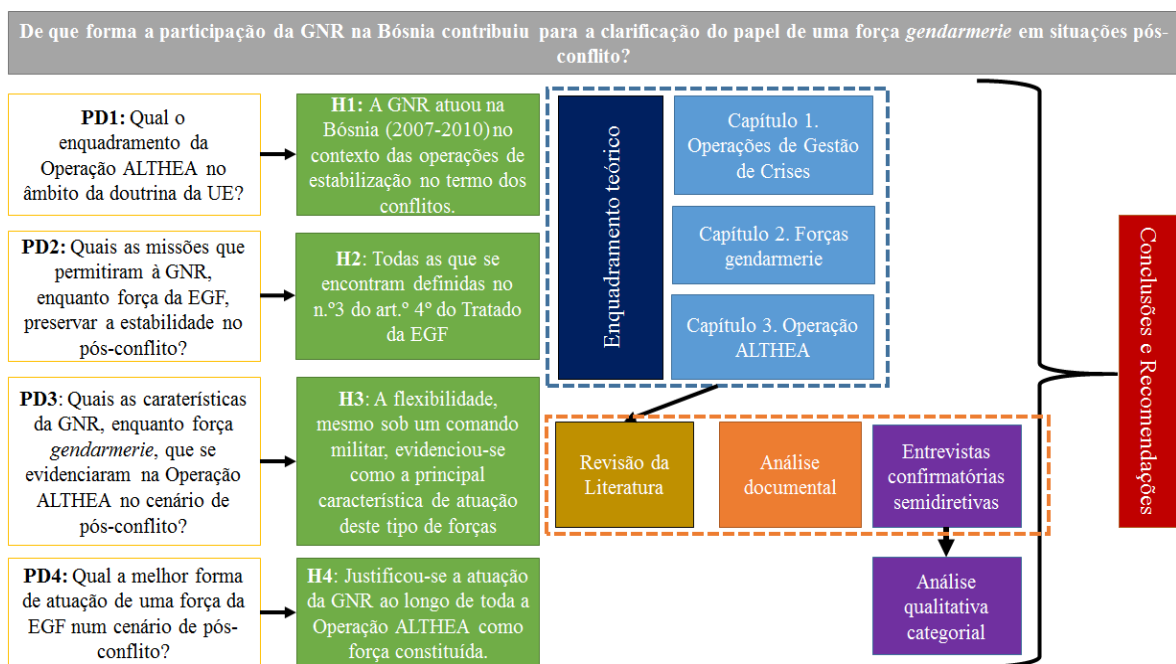 De que forma a participação da GNR na Bósnia contribuiu para a clarificação do papel de uma força gendarmerie em situações pós-
conflito?
PD1: Qual o
enquadramento da
Operação ALTHEA no
âmbito da doutrina da UE?
H1: A GNR atuou na
Bósnia (2007-2010) no
contexto das operações de
estabilização no termo dos
conflitos.
PD2: Quais as missões que
permitiram à GNR,
enquanto força da EGF,
preservar a estabilidade no
pós-conflito?
H2: Todas as que se
encontram definidas no
n.º3 do art.º 4º do Tratado
da EGF
PD3: Quais as caraterísticas
da GNR, enquanto força
gendarmerie, que se
evidenciaram na Operação
ALTHEA no cenário de
pós-conflito?
H3: A flexibilidade,
mesmo sob um comando
militar, evidenciou-se
como a principal
característica de atuação
deste tipo de forças
PD4: Qual a melhor forma
de atuação de uma força da
EGF num cenário de pós-
conflito?
H4: Justificou-se a atuação
da GNR ao longo de toda a
Operação ALTHEA como
força constituída.
Enquadramento teórico
Capítulo 1.
Operações de Gestão
de Crises
Capítulo 2. Forças
gendarmerie
Capítulo 3. Operação
ALTHEA
Revisão da
Literatura
Análise
documental
Entrevistas
confirmatórias
semidiretivas
Análise
qualitativa
categorial
Conclusões e Recomendações